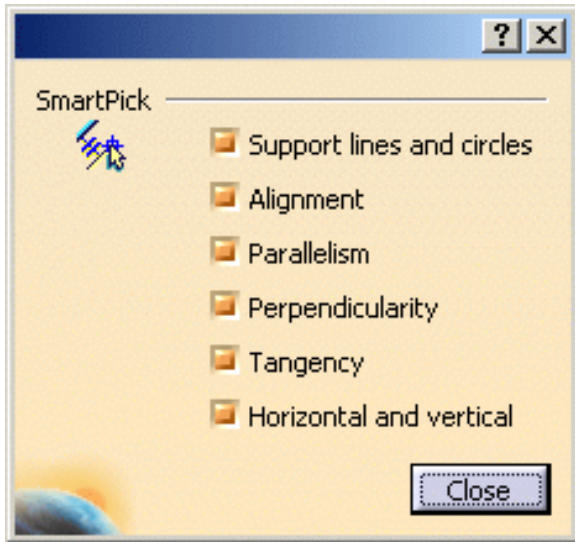 SmartPick
Support lines and circles
Alignment
Parallelism
Perpendicularity
Tangency
Horizontal and vertical
Close